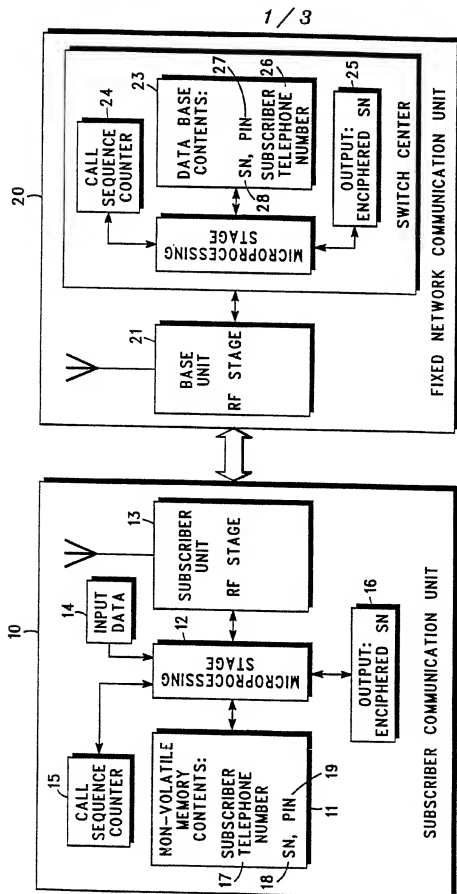 1 / 3
10
15
CALL
SEQUENCE
COUNTER
14
INPUT
DATA
NON-VOLATILE
MEMORY
CONTENTS:
SUBSCRIBER
17 TELEPHONE
NUMBER
18 SN, PIN 19
11
12
MICROPROCESSING
STAGE
13
SUBSCRIBER
UNIT
RF STAGE
16
OUTPUT:
ENCIPHERED SN
SUBSCRIBER COMMUNICATION UNIT
20
21
BASE
UNIT
RF STAGE
24
CALL
SEQUENCE
COUNTER
MICROPROCESSING
STAGE
23
DATA BASE
CONTENTS:
27
SN, PIN
28 26
SUBSCRIBER
TELEPHONE
NUMBER
25
OUTPUT:
ENCIPHERED SN
SWITCH CENTER
FIXED NETWORK COMMUNICATION UNIT